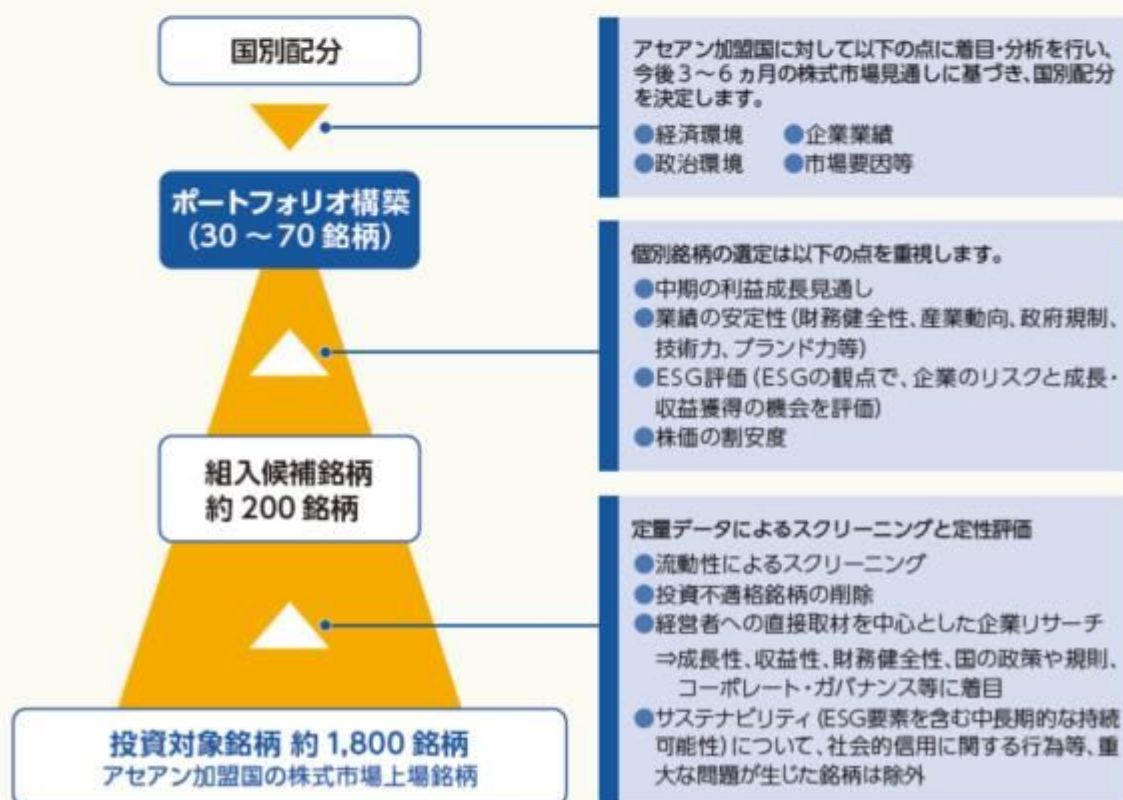 国別配分
アセアン加盟国に対して以下の点に着目・分析を行い、
今後3～6ヵ月の株式市場見通しに基づき、国別配分
を決定します。
●経済環境 ●企業業績
●政治環境 ●市場要因等
ポートフォリオ構築
(30～70銘柄)
個別銘柄の選定は以下の点を重視します。
●中期の利益成長見通し
●業績の安定性(財務健全性、産業動向、政府規制、
技術力、ブランド力等)
●ESG評価(ESGの観点で、企業のリスクと成長・
収益獲得の機会を評価)
●株価の割安度
組入候補銘柄
約200銘柄
定量データによるスクリーニングと定性評価
●流動性によるスクリーニング
●投資不適格銘柄の削除
●経営者への直接取材を中心とした企業リサーチ
⇒成長性、収益性、財務健全性、国の政策や規則、
コーポレート・ガバナンス等に着目
●サステナビリティ(ESG要素を含む中長期的な持続
可能性)について、社会的信用に関する行為等、重
大な問題が生じた銘柄は除外
投資対象銘柄 約1,800銘柄
アセアン加盟国の株式市場上場銘柄